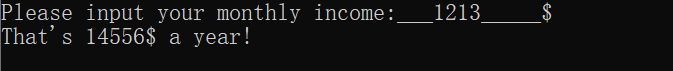 Please input your monthly income:___1213_____$
That's 14556$ a year!